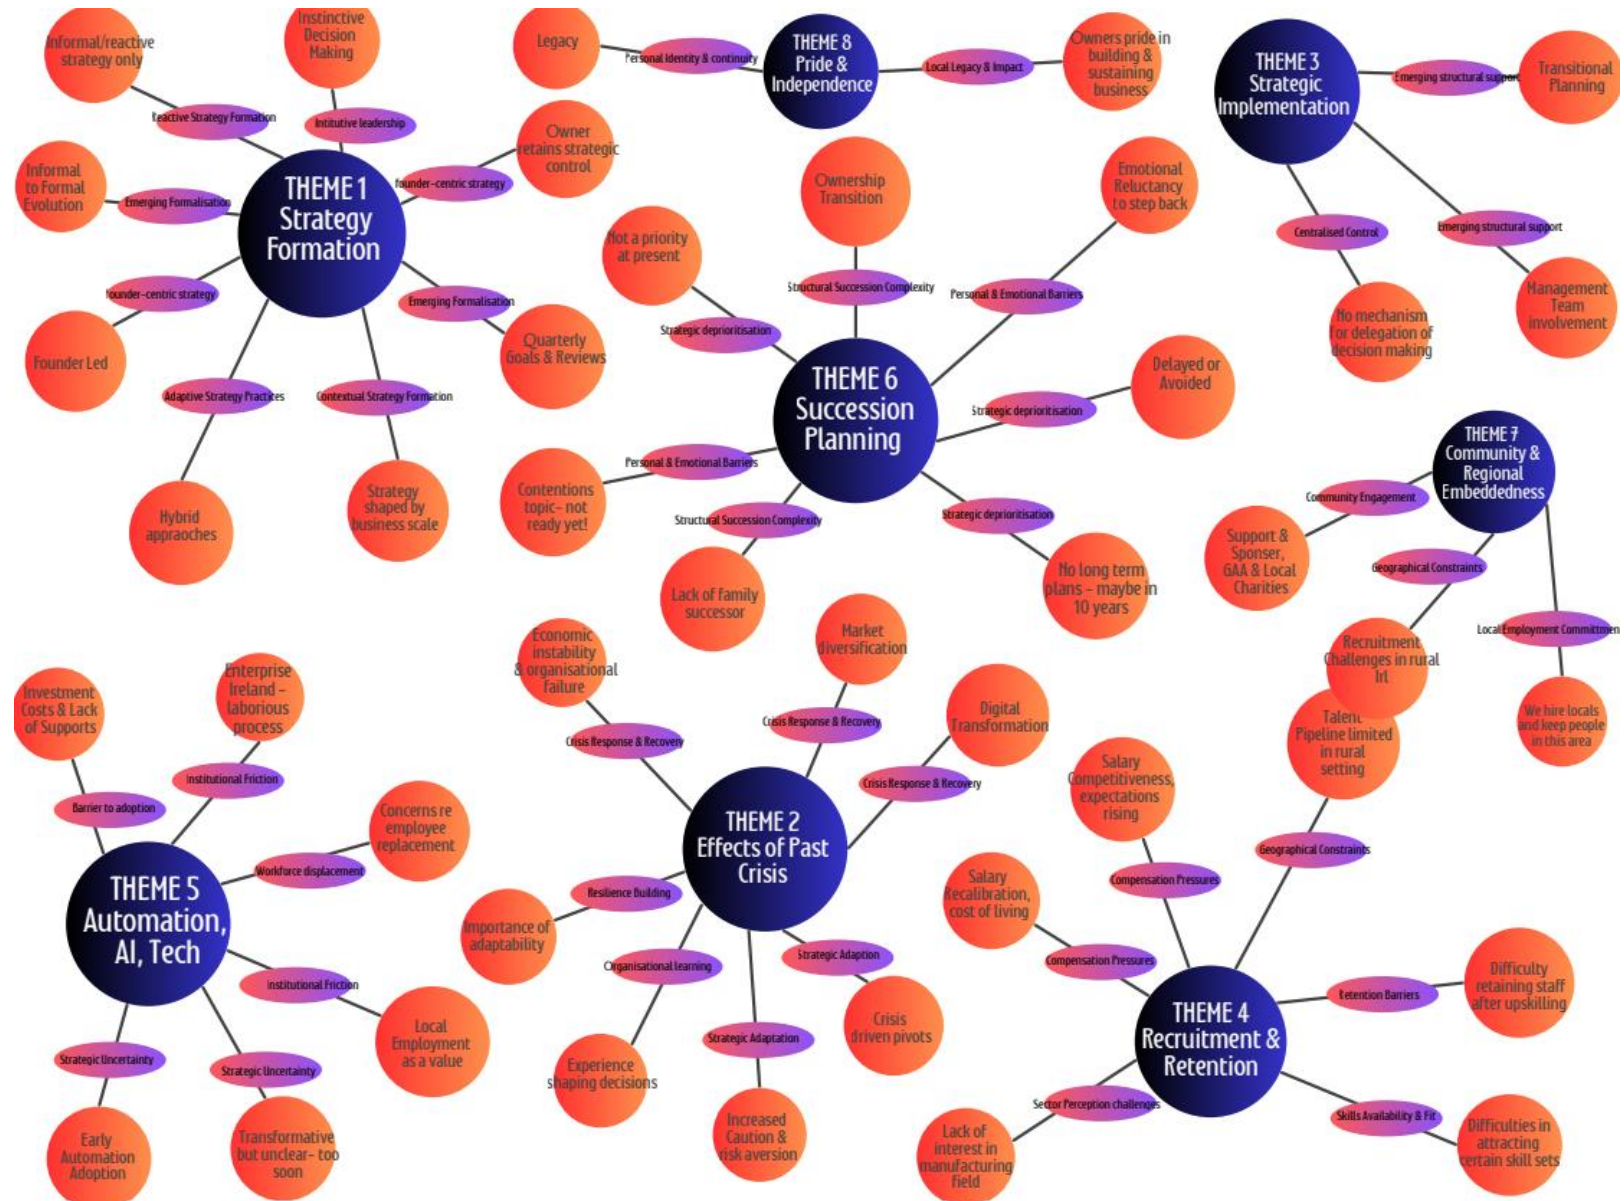 Informal/reactive
strategy only
Reactive Strategy Formation
Instinctive
Decision
Making
Intitutive leadership
Owner
retains strategic
control
founder-centric strategy
Informal
to Formal
Evolution
Emerging Formalisation
THEME 1
Strategy
Formation
founder-centric strategy
Founder Led
Emerging Formalisation
Quarterly
Goals & Reviews
Adaptive Strategy Practices
Hybrid
appraoches
Contextual Strategy Formation
Strategy
shaped by
business scale
Legacy
Personal Identity & continuity
THEME 8
Pride &
Independence
Local Legacy & Impact
Owners pride in
building &
sustaining
business
THEME 3
Strategic
Implementation
Emerging structural support
Transitional
Planning
Centralised Control
No mechanism
for delegation of
decision making
Emerging structural support
Management
Team
involvement
Ownership
Transition
Structural Succession Complexity
Emotional
Reluctancy
to step back
Personal & Emotional Barriers
Not a priority
at present
Strategic deprioritisation
THEME 6
Succession
Planning
Delayed or
Avoided
Strategic deprioritisation
Personal & Emotional Barriers
Contentions
topic- not
ready yet!
Structural Succession Complexity
Lack of family
successor
Strategic deprioritisation
No long term
plans - maybe in
10 years
THEME 7
Community &
Regional
Embeddedness
Community Engagement
Support &
Sponser,
GAA & Local
Charities
Geographical Constraints
Recruitment
Challenges in rural
Irl
Local Employment Committmen
We hire locals
and keep people
in this area
Talent
Pipeline limited
in rural
setting
Geographical Constraints
Investment
Costs & Lack
of Supports
Barrier to adoption
Enterprise
Ireland -
laborious
process
Institutional Friction
Concerns re
employee
replacement
Workforce displacement
THEME 5
Automation,
AI, Tech
Institutional Friction
Local
Employment
as a value
Strategic Uncertainty
Early
Automation
Adoption
Strategic Uncertainty
Transformative
but unclear- too
soon
Economic
instability
& organisational
failure
Crisis Response & Recovery
Market
diversification
Crisis Response & Recovery
Digital
Transformation
Crisis Response & Recovery
THEME 2
Effects of Past
Crisis
Resilience Building
Importance of
adaptability
Organisational learning
Experience
shaping decisions
Strategic Adaptation
Increased
Caution &
risk aversion
Strategic Adaption
Crisis
driven pivots
Salary
Competitiveness,
expectations
rising
Compensation Pressures
Salary
Recalibration,
cost of living
Compensation Pressures
THEME 4
Recruitment &
Retention
Retention Barriers
Difficulty
retaining staff
after upskilling
Sector Perception challenges
Lack of
interest in
manufacturing
field
Skills Availability & Fit
Difficulties in
attracting
certain skill sets